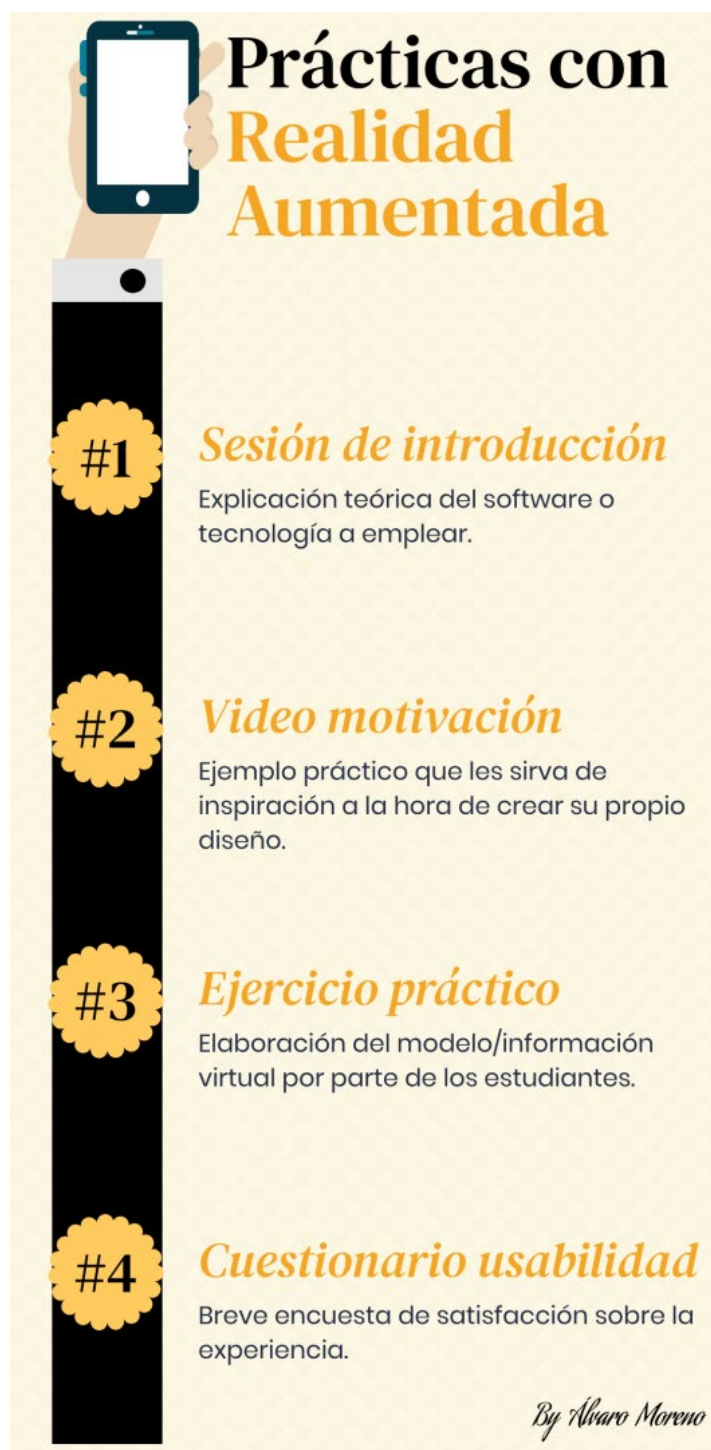 Prácticas con
Realidad
Aumentada
#1
Sesión de introducción
Explicación teórica del software o
tecnología a emplear.
#2
Video motivación
Ejemplo práctico que les sirva de
inspiración a la hora de crear su propio
diseño.
#3
Ejercicio práctico
Elaboración del modelo/información
virtual por parte de los estudiantes.
#4
Cuestionario usabilidad
Breve encuesta de satisfacción sobre la
experiencia.
By Álvaro Moreno